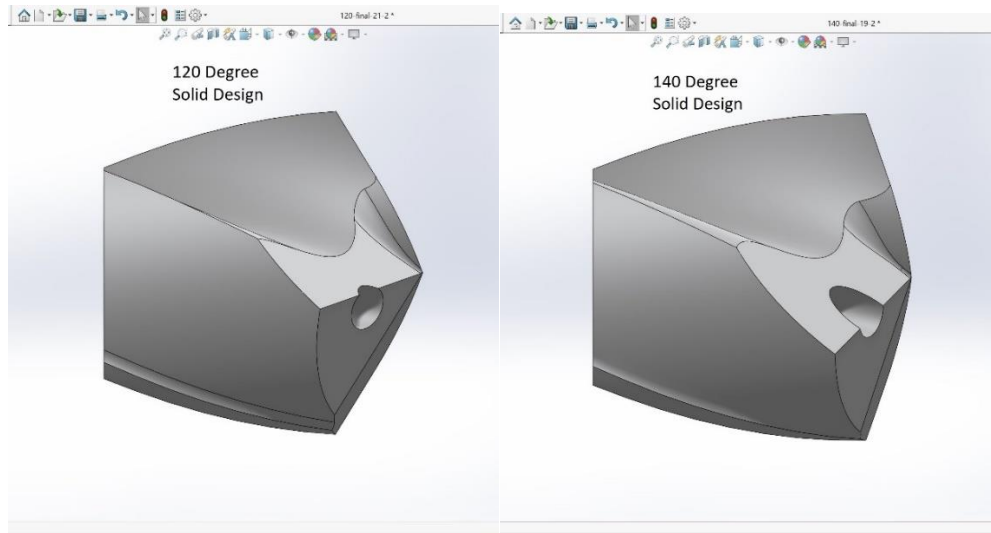 120-final-21-2 *
120 Degree
Solid Design
140-final-19-2 *
140 Degree
Solid Design